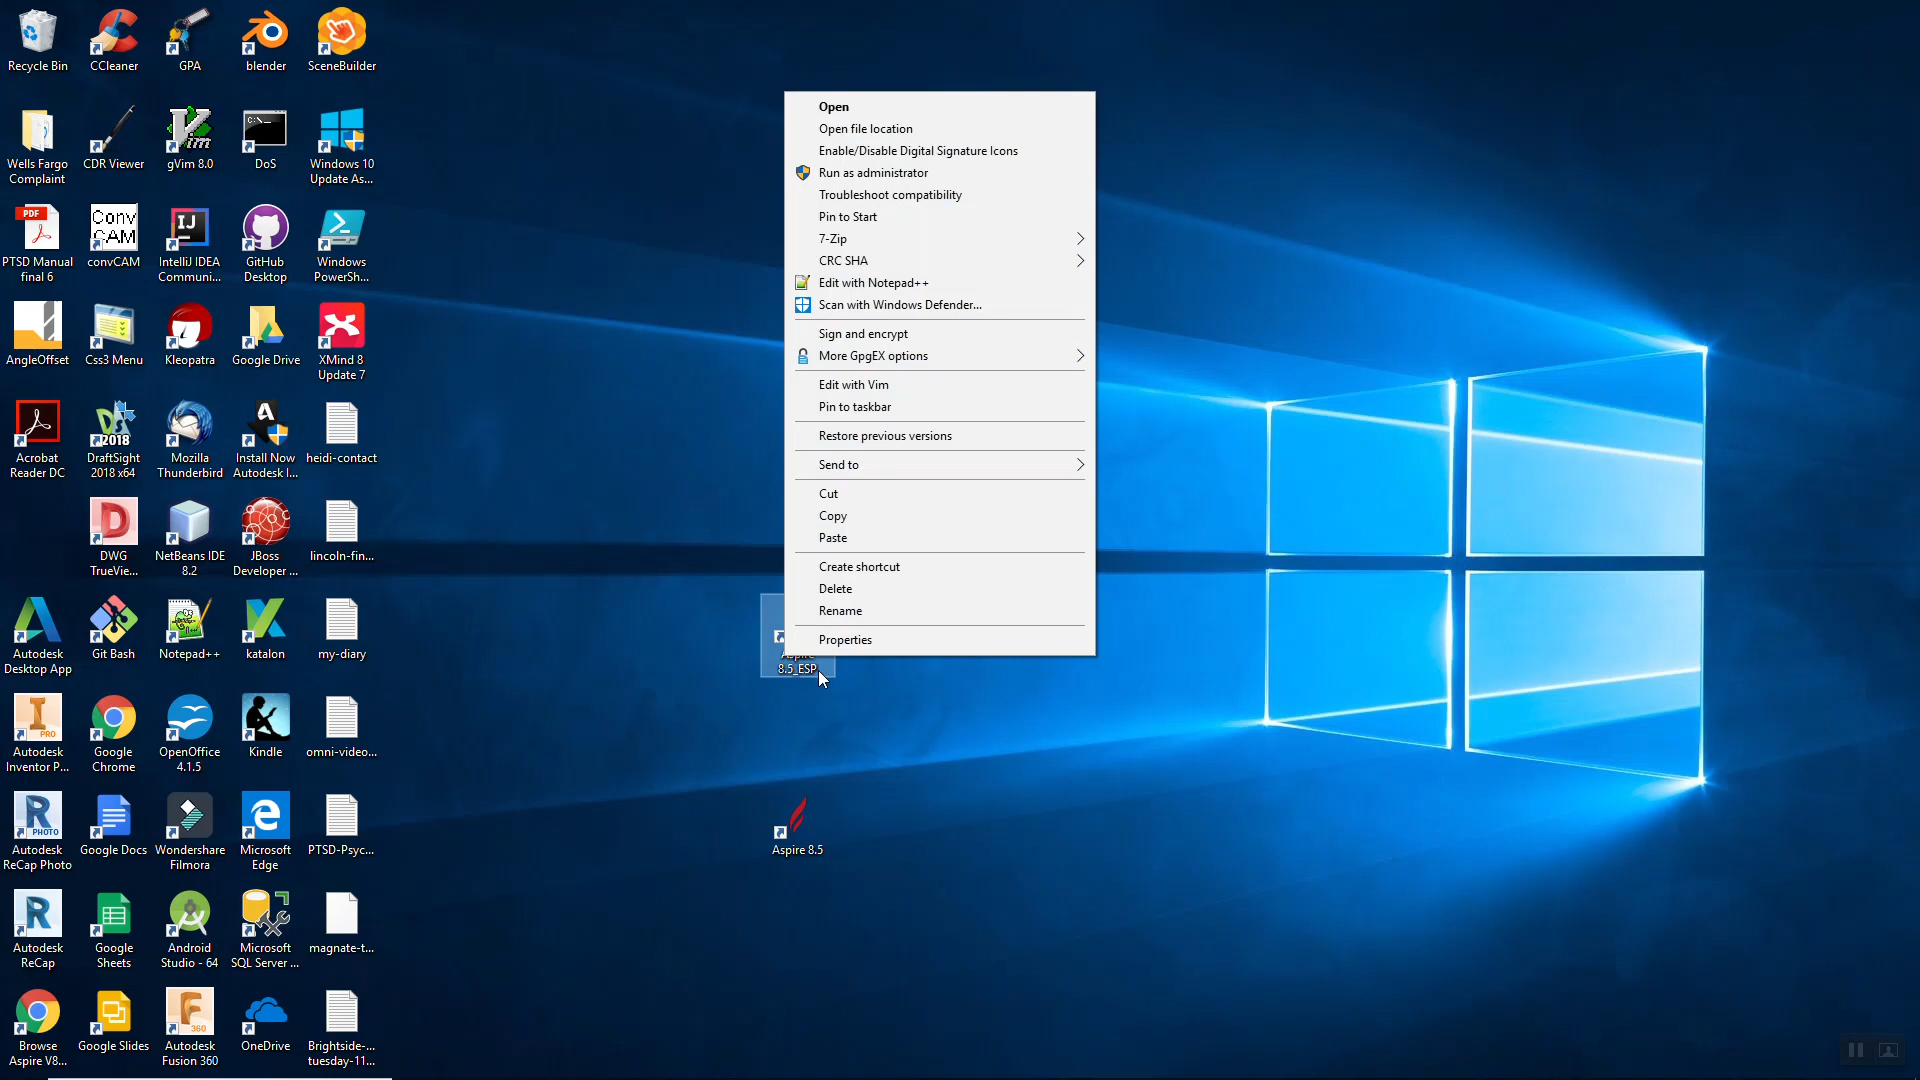 Recycle Bin
CCleaner
GPA
blender
SceneBuilder
Wells Fargo
Complaint
CDR Viewer
gVim 8.0
C:\>_
DoS
Windows 10
Update As...
PDF
PTSD Manual
final 6
Conv
CAM
convCAM
IJ
IntelliJ IDEA
Communi...
GitHub
Desktop
Windows
PowerSh...
AngleOffset
Css3 Menu
Kleopatra
Google Drive
XMind 8
Update 7
Acrobat
Reader DC
2018
DraftSight
2018 x64
Mozilla
Thunderbird
Install Now
Autodesk I...
heidi-contact
DWG
TrueVie...
NetBeans IDE
8.2
JBoss
Developer ...
lincoln-fin...
Autodesk
Desktop App
Git Bash
Notepad++
katalon
my-diary
PRO
Autodesk
Inventor P...
Google
Chrome
OpenOffice
4.1.5
Kindle
omni-video...
PHOTO
Autodesk
ReCap Photo
Google Docs
Wondershare
Filmora
Microsoft
Edge
PTSD-Psyc...
Autodesk
ReCap
Google
Sheets
Android
Studio - 64
Microsoft
SQL Server ...
magnate-t...
Browse
Aspire V8...
Google Slides
360
Autodesk
Fusion 360
OneDrive
Brightside-...
tuesday-11...
Open
Open file location
Enable/Disable Digital Signature Icons
Run as administrator
Troubleshoot compatibility
Pin to Start
7-Zip
CRC SHA
Edit with Notepad++
Scan with Windows Defender...
Sign and encrypt
More GpgEX options
Edit with Vim
Pin to taskbar
Restore previous versions
Send to
Cut
Copy
Paste
Create shortcut
Delete
Rename
Properties
Aspire
8.5_ESP
Aspire 8.5